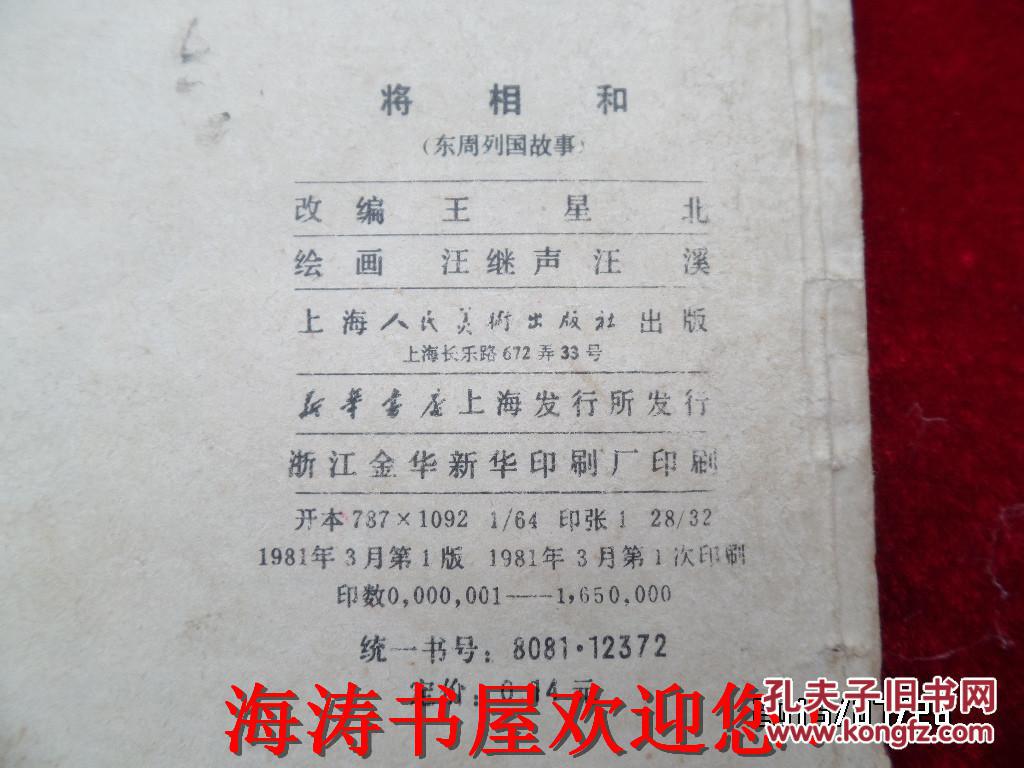 将 相 和
(东周列国故事)
改编 王星北
绘画 汪继声 汪溪
上海人民美術出版社出版
上海长乐路672弄33号
新华書店上海发行所发行
浙江金华新华印刷厂印刷
开本 787×1092 1/64 印张 1 28/32
1981年3月第1版 1981年3月第1次印刷
印数0,000,001——1,650,000
统一书号：8081·12372
定价：
元
海涛书屋欢迎您
孔夫子旧书网
www.kongfz.com